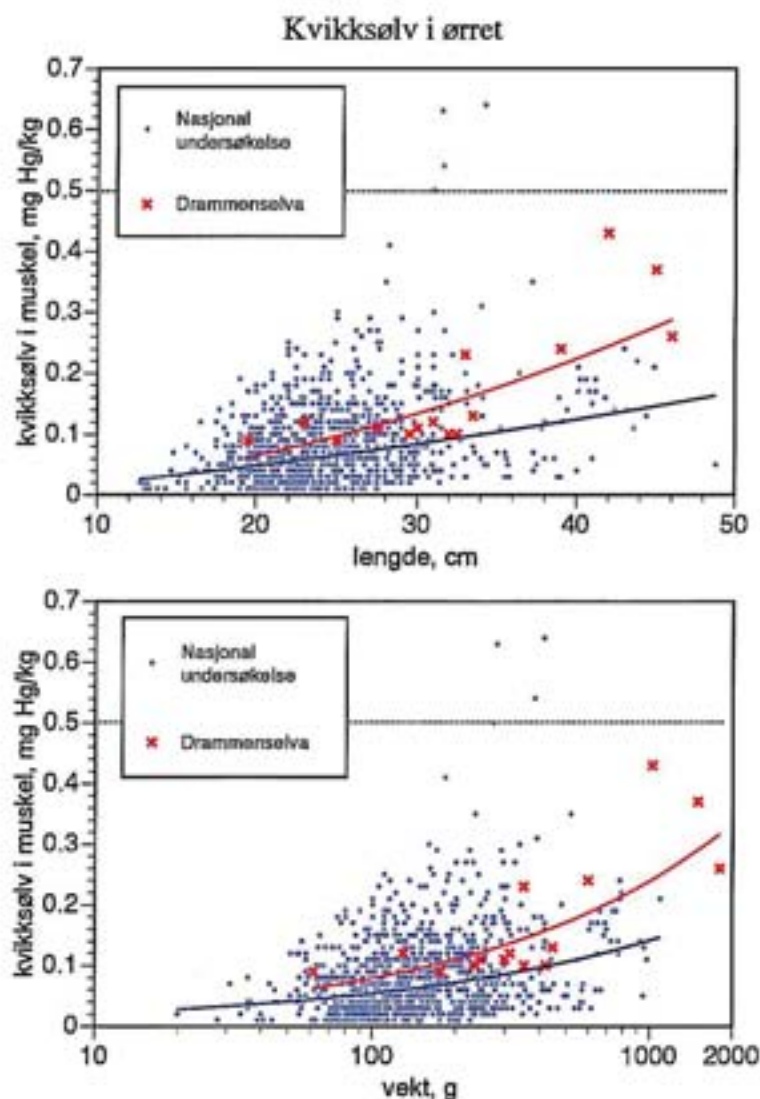 Kvikksølv i ørret
0.7
0.6
0.5
0.4
0.3
0.2
0.1
0
kvikksølv i muskel, mg Hg/kg
Nasjonal
undersøkelse
Drammenselva
10 20 30 40 50
lengde, cm
0.7
0.6
0.5
0.4
0.3
0.2
0.1
0
kvikksølv i muskel, mg Hg/kg
Nasjonal
undersøkelse
Drammenselva
10 100 1000 2000
vekt, g